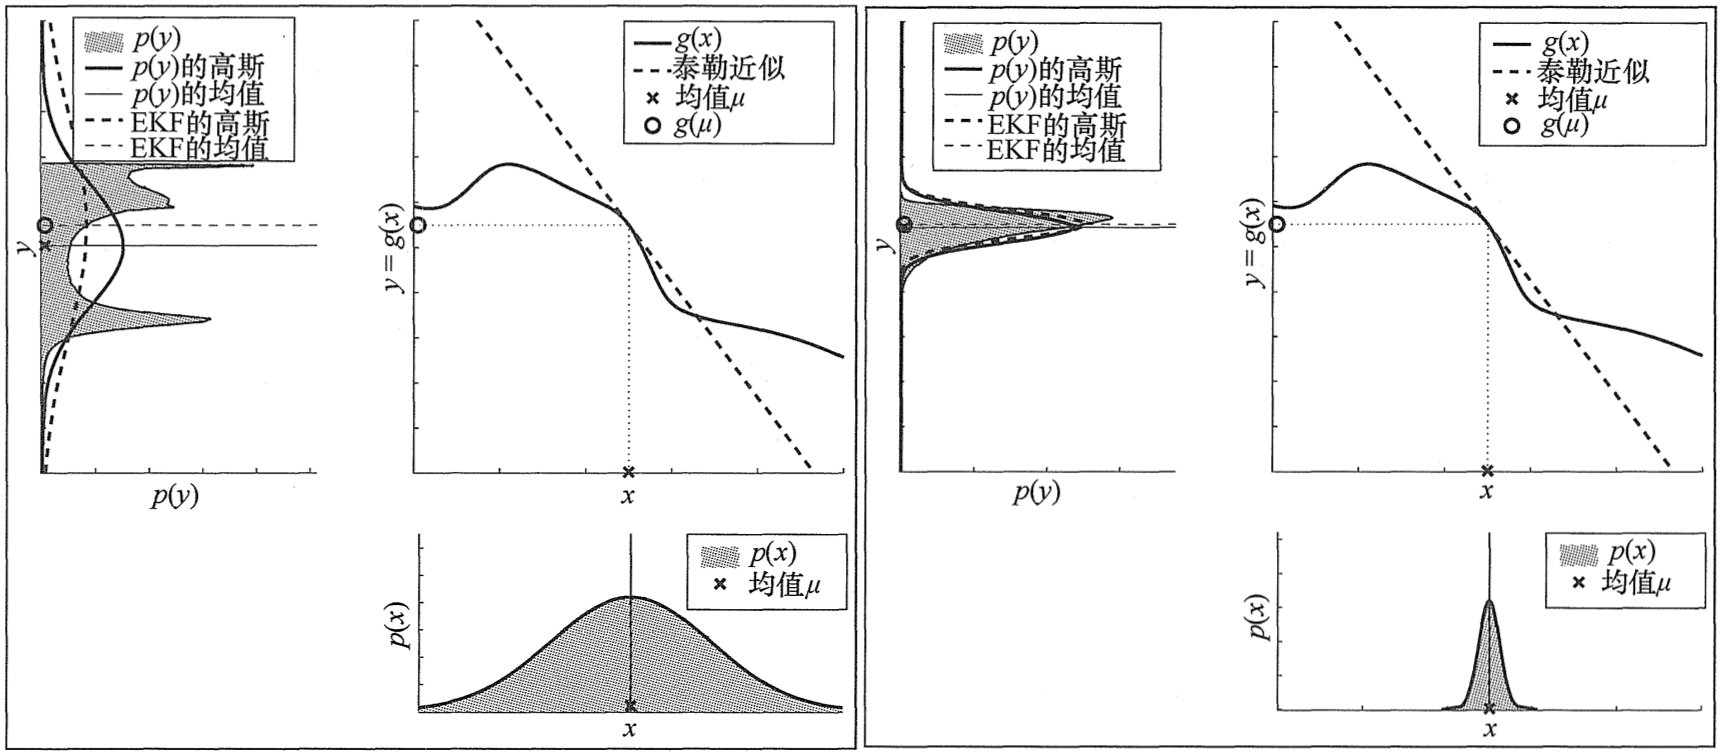 p(y)
p(y)的高斯
p(y)的均值
EKF的高斯
EKF的均值
y
p(y)
g(x)
泰勒近似
均值μ
g(μ)
y = g(x)
x
p(x)
均值μ
p(x)
x
p(y)
p(y)的高斯
p(y)的均值
EKF的高斯
EKF的均值
y
p(y)
g(x)
泰勒近似
均值μ
g(μ)
y = g(x)
x
p(x)
均值μ
p(x)
x